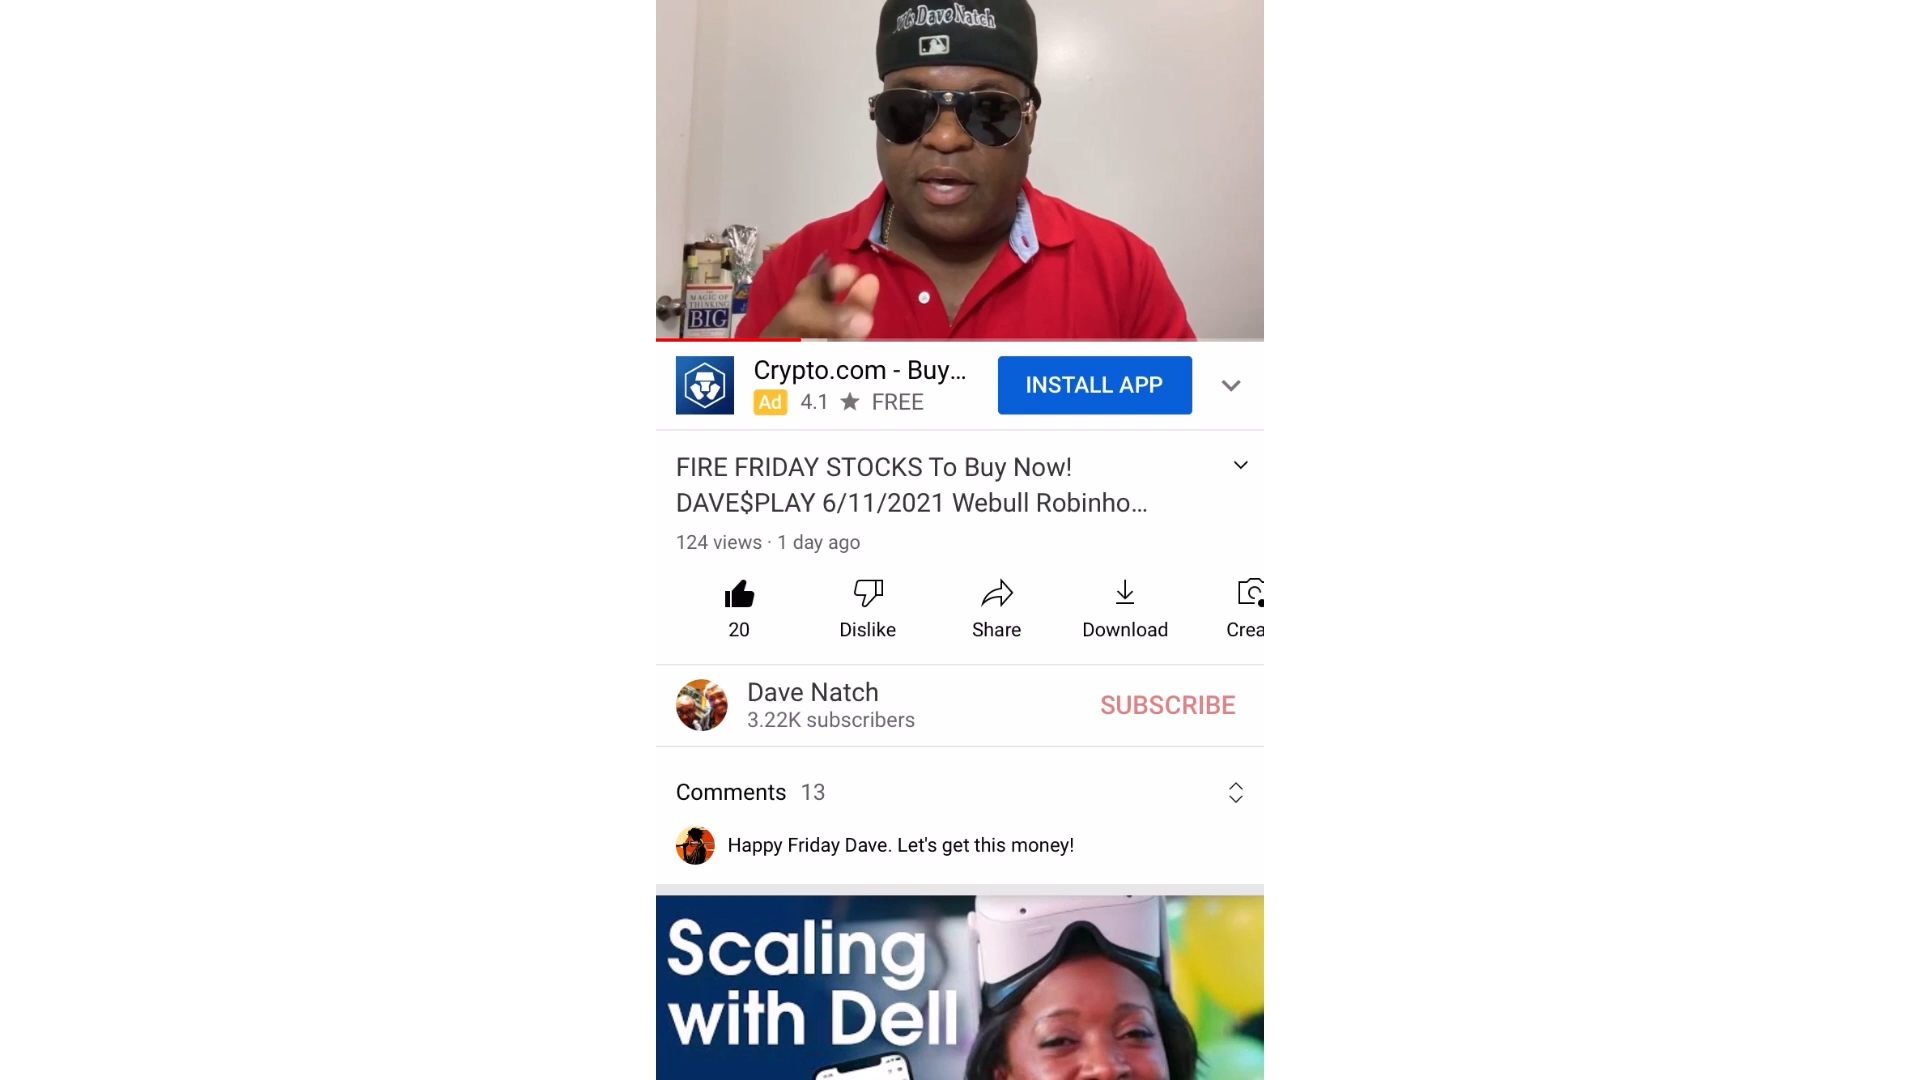 It's Dave Natch
MAGIC OF
THINKING
BIG
Crypto.com - Buy...
INSTALL APP
Ad 4.1 ★ FREE
FIRE FRIDAY STOCKS To Buy Now!
DAVE$PLAY 6/11/2021 Webull Robinho...
124 views · 1 day ago
20
Dislike
Share
Download
Crea
Dave Natch
3.22K subscribers
SUBSCRIBE
Comments 13
Happy Friday Dave. Let's get this money!
Scaling
with Dell